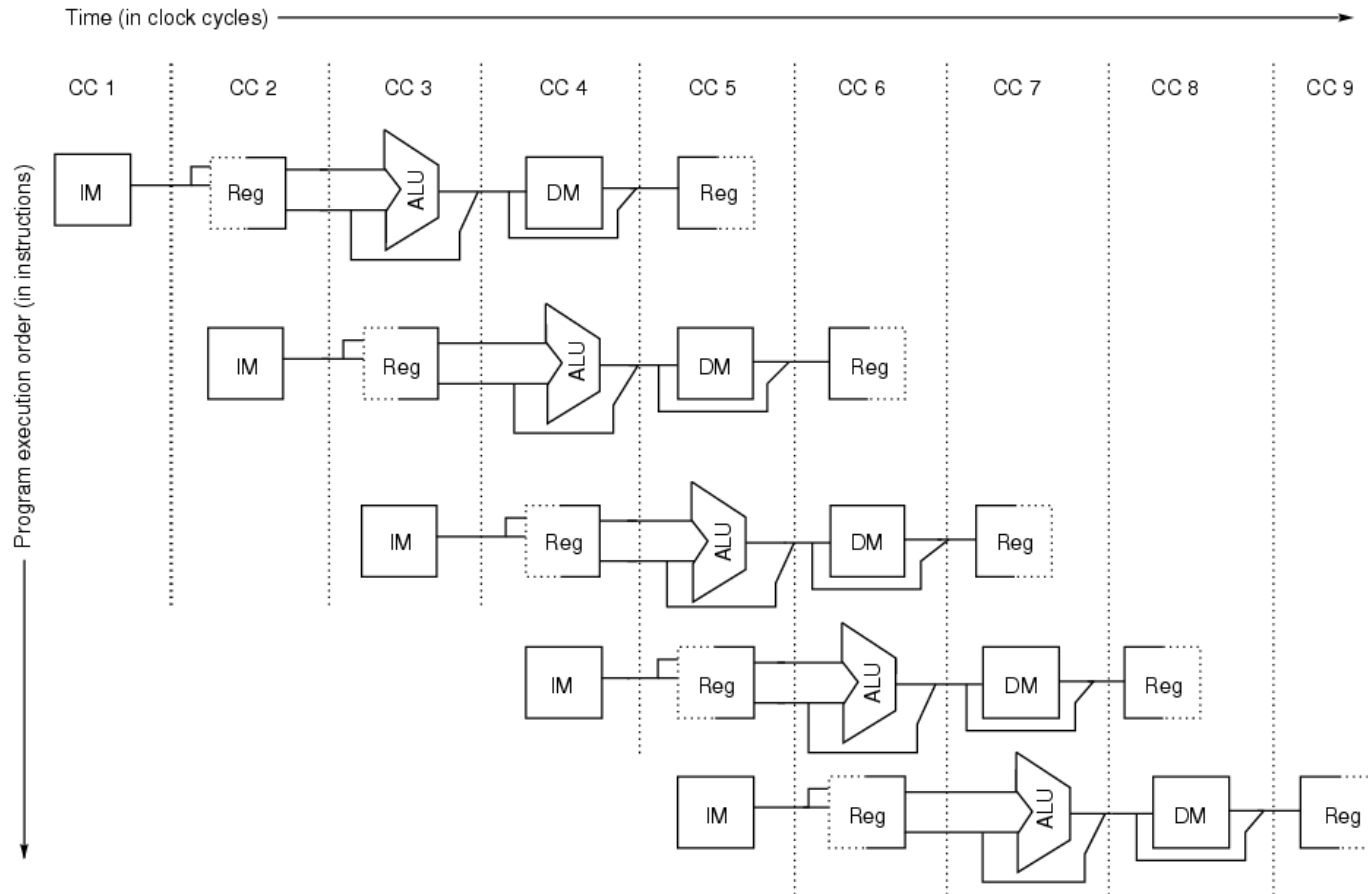 Time (in clock cycles)
CC 1 CC 2 CC 3 CC 4 CC 5 CC 6 CC 7 CC 8 CC 9
Program execution order (in instructions)
IM Reg ALU DM Reg
IM Reg ALU DM Reg
IM Reg ALU DM Reg
IM Reg ALU DM Reg
IM Reg ALU DM Reg